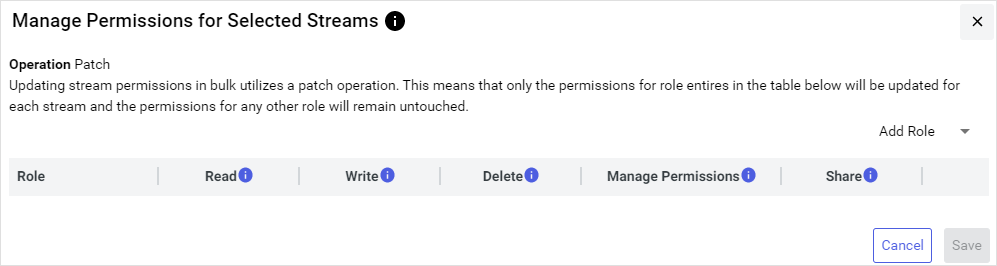 Manage Permissions for Selected Streams
Operation Patch
Updating stream permissions in bulk utilizes a patch operation. This means that only the permissions for role entires in the table below will be updated for
each stream and the permissions for any other role will remain untouched.
Add Role
Role Read Write Delete Manage Permissions Share
Cancel Save